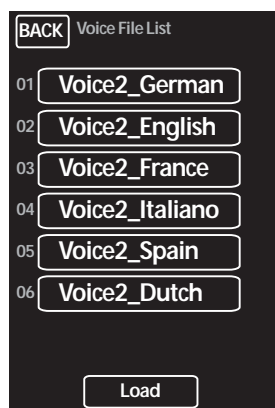 BACK Voice File List
01 Voice2_German
02 Voice2_English
03 Voice2_France
04 Voice2_Italiano
05 Voice2_Spain
06 Voice2_Dutch
Load